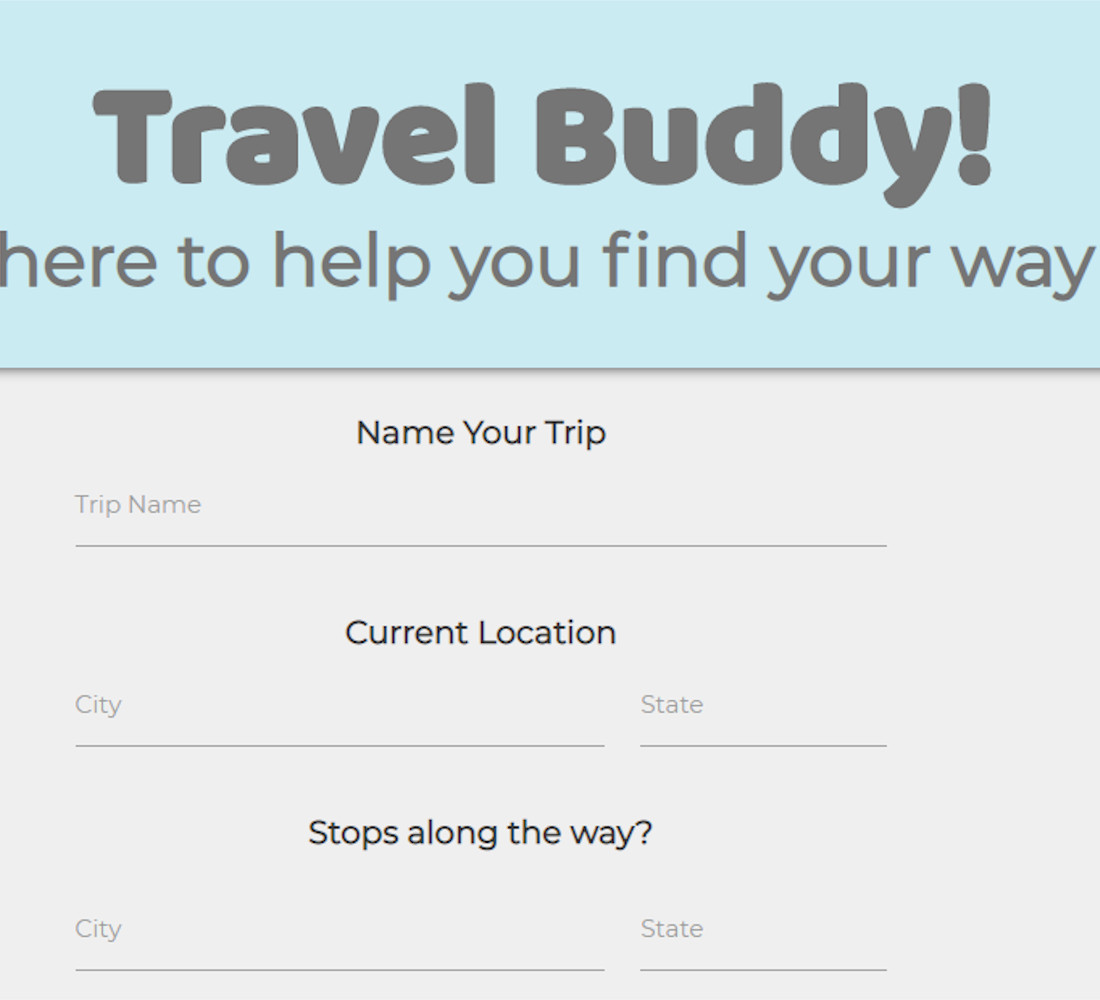 Travel Buddy!
here to help you find your way
Name Your Trip
Trip Name
Current Location
City State
Stops along the way?
City State